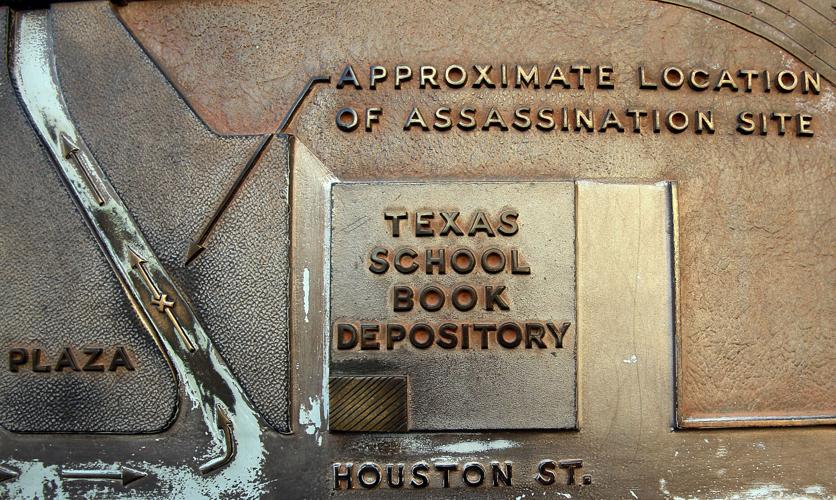 APPROXIMATE LOCATION
OF ASSASSINATION SITE
TEXAS
SCHOOL
BOOK
DEPOSITORY
PLAZA
HOUSTON ST.